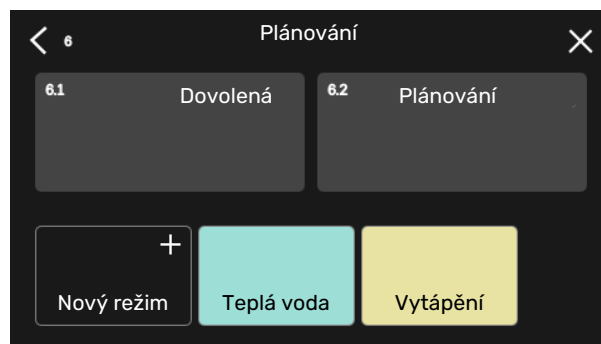 6 Plánování
6.1 Dovolená
6.2 Plánování
Nový režim
Teplá voda
Vytápění